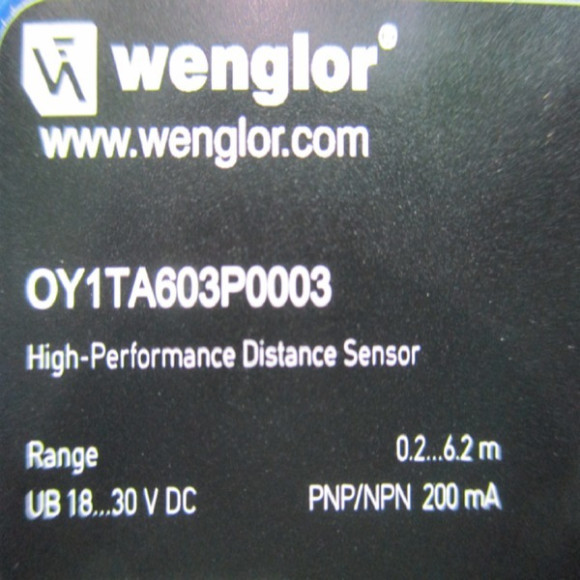 wenglor®
www.wenglor.com
OY1TA603P0003
High-Performance Distance Sensor
Range 0.2...6.2 m
UB 18...30 V DC PNP/NPN 200 mA